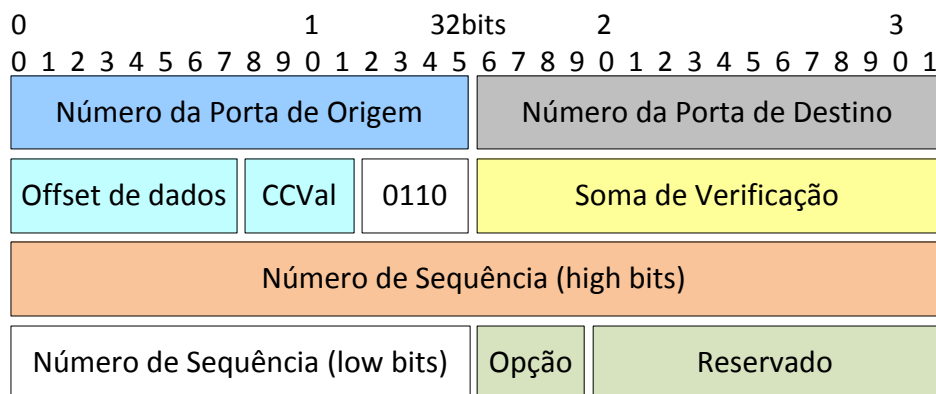 0 1 32bits 2 3
0 1 2 3 4 5 6 7 8 9 0 1 2 3 4 5 6 7 8 9 0 1 2 3 4 5 6 7 8 9 0 1
Número da Porta de Origem Número da Porta de Destino
Offset de dados CCVal 0110 Soma de Verificação
Número de Sequência (high bits)
Número de Sequência (low bits) Opção Reservado